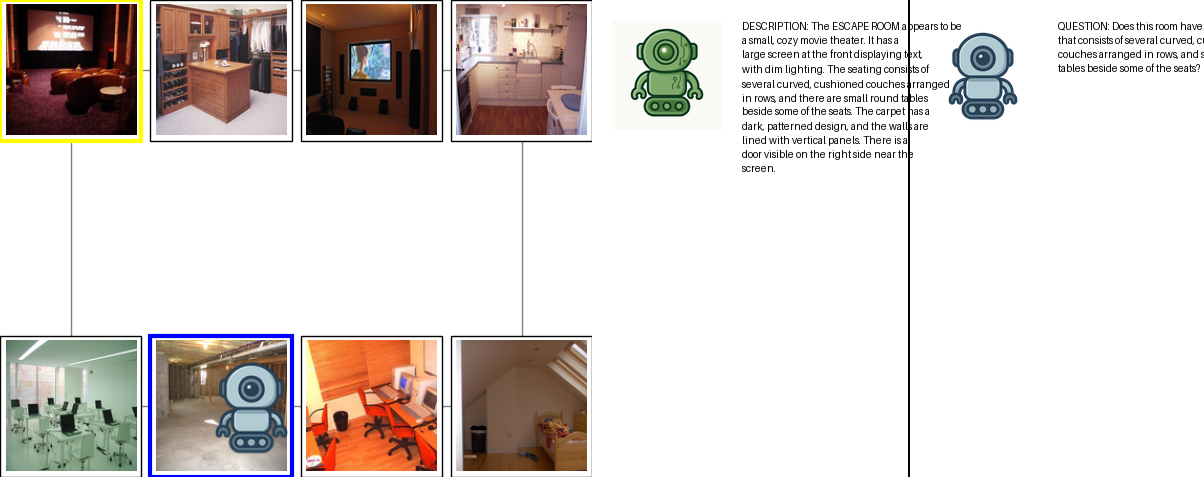 DESCRIPTION: The ESCAPE ROOM appears to be
a small, cozy movie theater. It has a
large screen at the front displaying text,
with dim lighting. The seating consists of
several curved, cushioned couches arranged
in rows, and there are small round tables
beside some of the seats. The carpet has a
dark, patterned design, and the walls are
lined with vertical panels. There is a
door visible on the right side near the
screen.
QUESTION: Does this room have
that consists of several curved,
couches arranged in rows, and s
tables beside some of the seats?